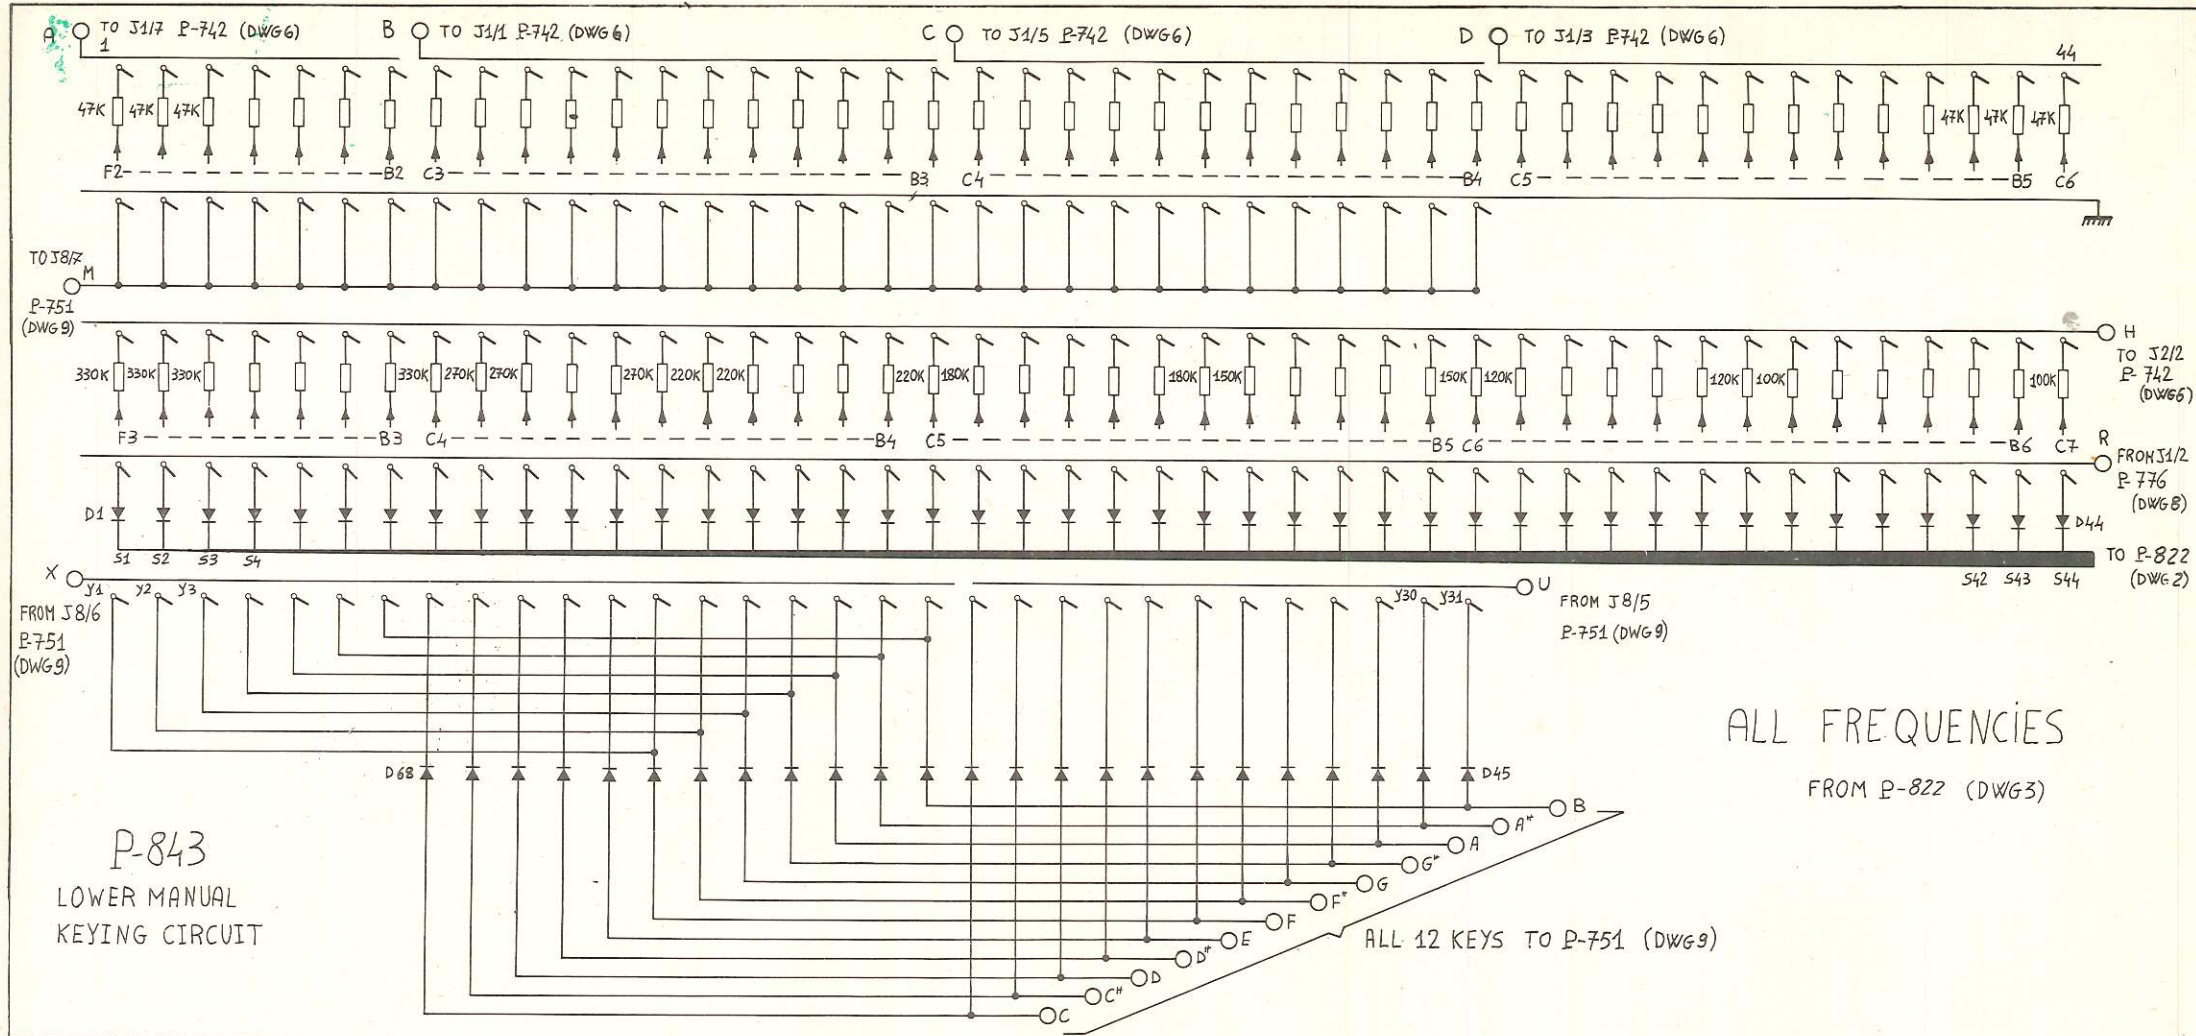 A TO J1/7 P-742 (DWG6)
1
B TO J1/1 P-742 (DWG6)
C TO J1/5 P-742 (DWG6)
D TO J1/3 P-742 (DWG6)
44
47K 47K 47K 47K 47K 47K
F2 B2 C3 B3 C4 B4 C5 B5 C6
TO J8/7
M
P-751
(DWG9)
H
TO J2/2
P-742
(DWG6)
330K 330K 330K 330K 270K 270K 270K 220K 220K 220K 180K 180K 150K 150K 120K 120K 100K 100K
F3 B3 C4 B4 C5 B5 C6 B6 C7
R
FROM J1/2
P-776
(DWG8)
D1 D44
S1 S2 S3 S4 S42 S43 S44
TO P-822
(DWG2)
X
Y1 Y2 Y3 Y30 Y31
U
FROM J8/6
P-751
(DWG9)
FROM J8/5
P-751 (DWG9)
D68 D45
ALL FREQUENCIES
FROM P-822 (DWG3)
B
A#
A
G#
G
F#
F
E
D#
D
C#
C
ALL 12 KEYS TO P-751 (DWG9)
P-843
LOWER MANUAL
KEYING CIRCUIT